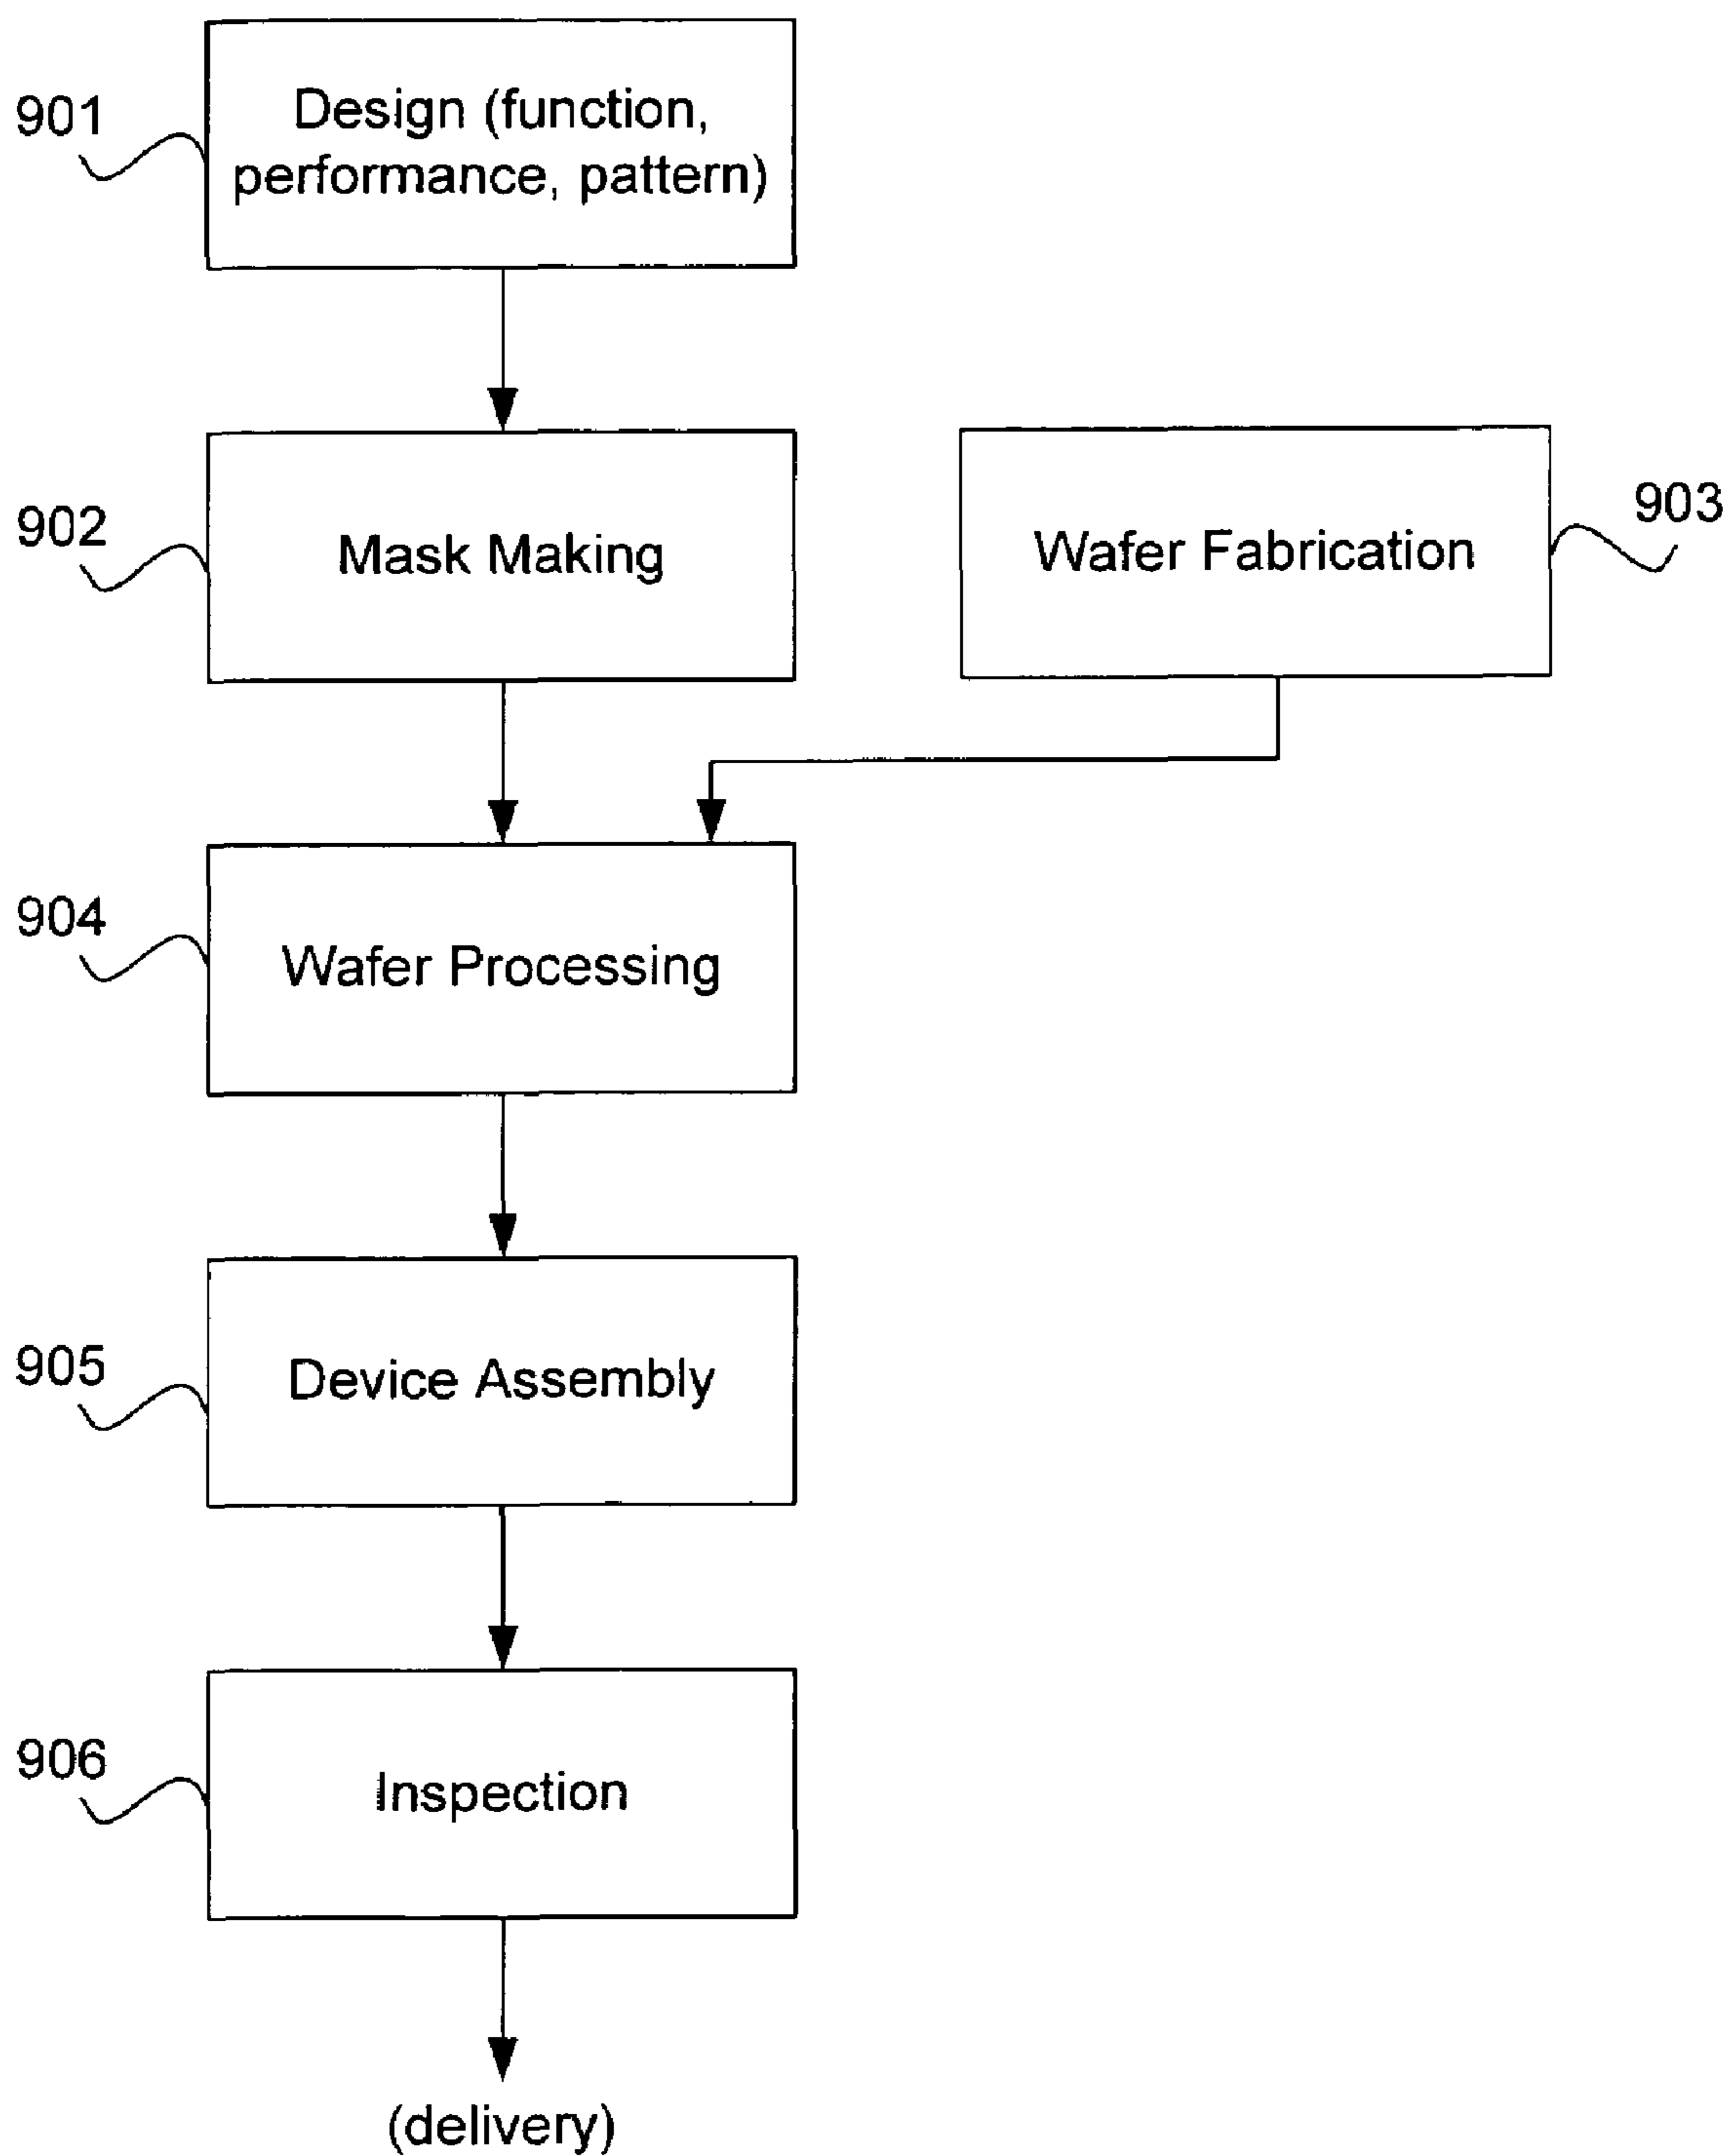 901
Design (function,
performance, pattern)
902
Mask Making
Wafer Fabrication
903
904
Wafer Processing
905
Device Assembly
906
Inspection
(delivery)